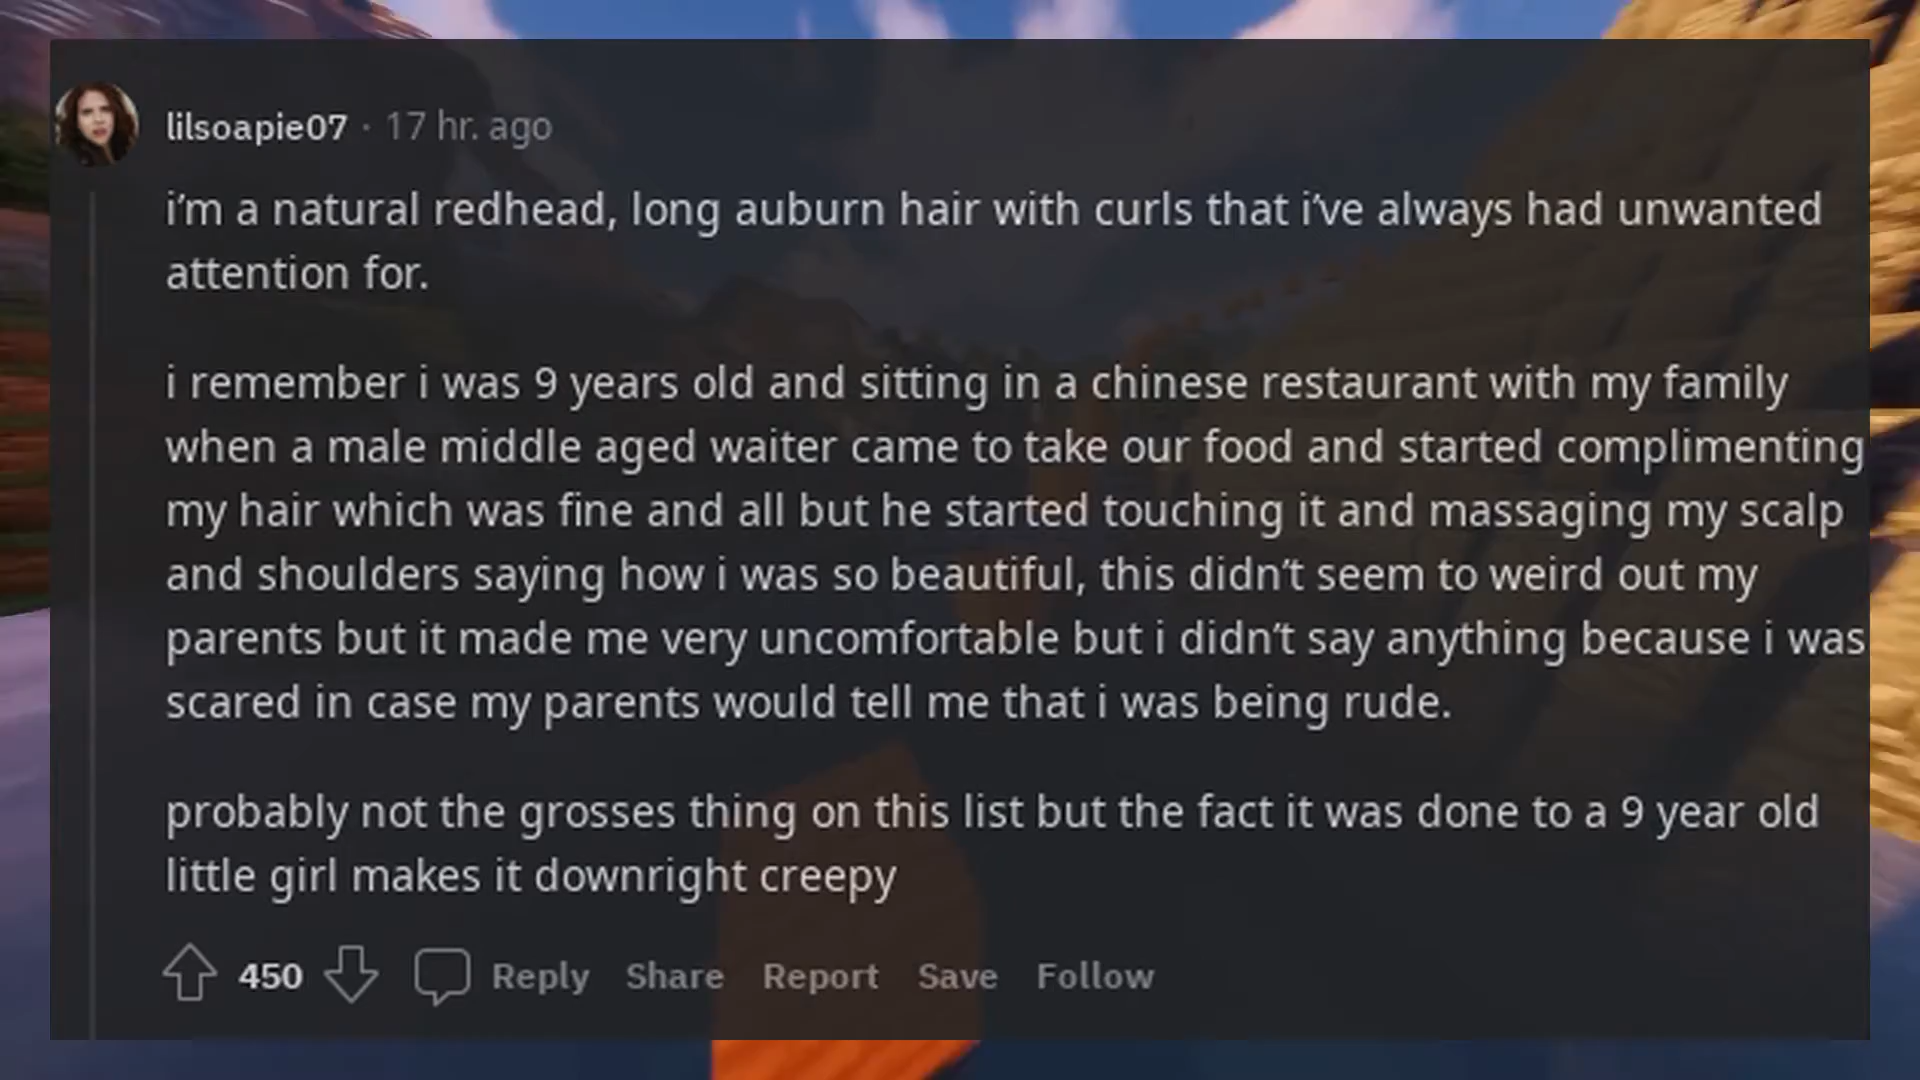 lilsoapie07 · 17 hr. ago
i’m a natural redhead, long auburn hair with curls that i’ve always had unwanted
attention for.
i remember i was 9 years old and sitting in a chinese restaurant with my family
when a male middle aged waiter came to take our food and started complimenting
my hair which was fine and all but he started touching it and massaging my scalp
and shoulders saying how i was so beautiful, this didn’t seem to weird out my
parents but it made me very uncomfortable but i didn’t say anything because i was
scared in case my parents would tell me that i was being rude.
probably not the grosses thing on this list but the fact it was done to a 9 year old
little girl makes it downright creepy
450 Reply Share Report Save Follow